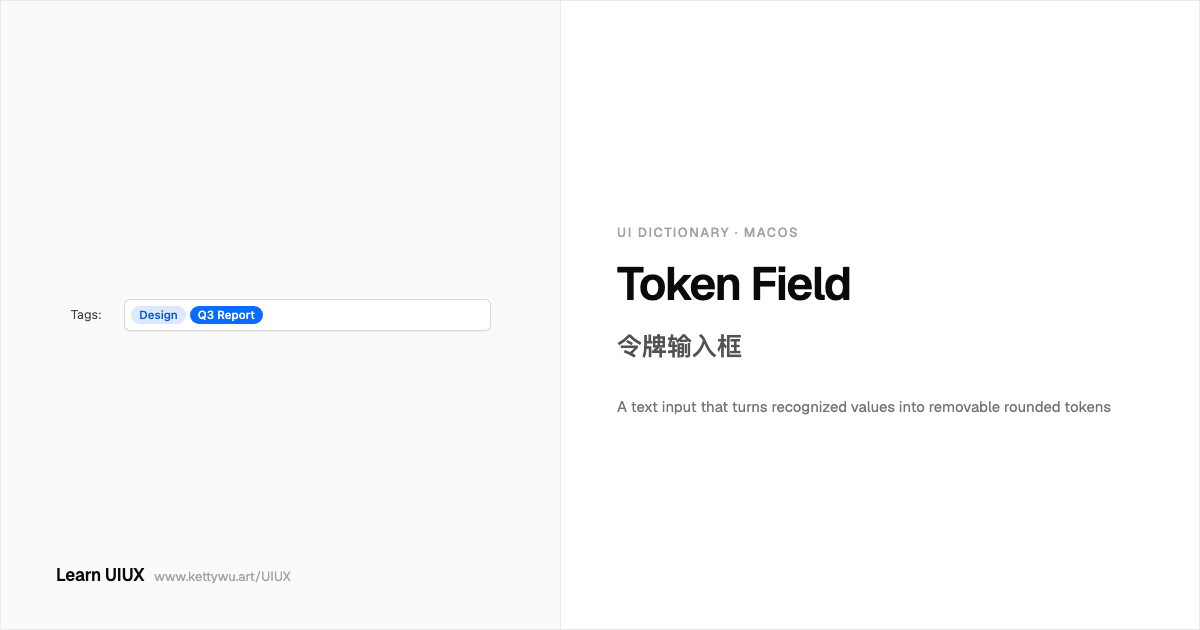 Tags: Design Q3 Report
Learn UIUX www.kettywu.art/UIUX
UI DICTIONARY · MACOS
Token Field
令牌输入框
A text input that turns recognized values into removable rounded tokens